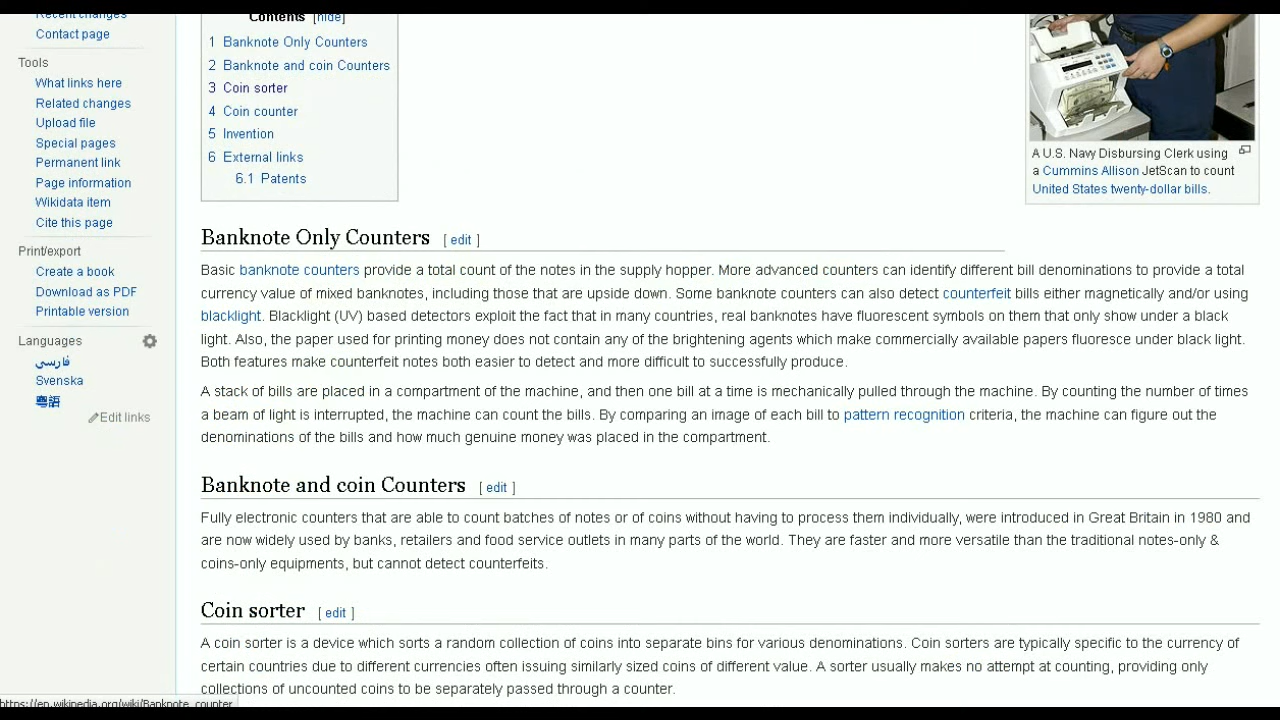 Recent changes
Contact page
Tools
What links here
Related changes
Upload file
Special pages
Permanent link
Page information
Wikidata item
Cite this page
Print/export
Create a book
Download as PDF
Printable version
Languages
فارسی
Svenska
粵語
Edit links
Contents [hide]
1 Banknote Only Counters
2 Banknote and coin Counters
3 Coin sorter
4 Coin counter
5 Invention
6 External links
6.1 Patents
A U.S. Navy Disbursing Clerk using
a Cummins Allison JetScan to count
United States twenty-dollar bills.
Banknote Only Counters [ edit ]
Basic banknote counters provide a total count of the notes in the supply hopper. More advanced counters can identify different bill denominations to provide a total
currency value of mixed banknotes, including those that are upside down. Some banknote counters can also detect counterfeit bills either magnetically and/or using
blacklight. Blacklight (UV) based detectors exploit the fact that in many countries, real banknotes have fluorescent symbols on them that only show under a black
light. Also, the paper used for printing money does not contain any of the brightening agents which make commercially available papers fluoresce under black light.
Both features make counterfeit notes both easier to detect and more difficult to successfully produce.
A stack of bills are placed in a compartment of the machine, and then one bill at a time is mechanically pulled through the machine. By counting the number of times
a beam of light is interrupted, the machine can count the bills. By comparing an image of each bill to pattern recognition criteria, the machine can figure out the
denominations of the bills and how much genuine money was placed in the compartment.
Banknote and coin Counters [ edit ]
Fully electronic counters that are able to count batches of notes or of coins without having to process them individually, were introduced in Great Britain in 1980 and
are now widely used by banks, retailers and food service outlets in many parts of the world. They are faster and more versatile than the traditional notes-only &
coins-only equipments, but cannot detect counterfeits.
Coin sorter [ edit ]
A coin sorter is a device which sorts a random collection of coins into separate bins for various denominations. Coin sorters are typically specific to the currency of
certain countries due to different currencies often issuing similarly sized coins of different value. A sorter usually makes no attempt at counting, providing only
collections of uncounted coins to be separately passed through a counter.
https://en.wikipedia.org/wiki/Banknote_counter